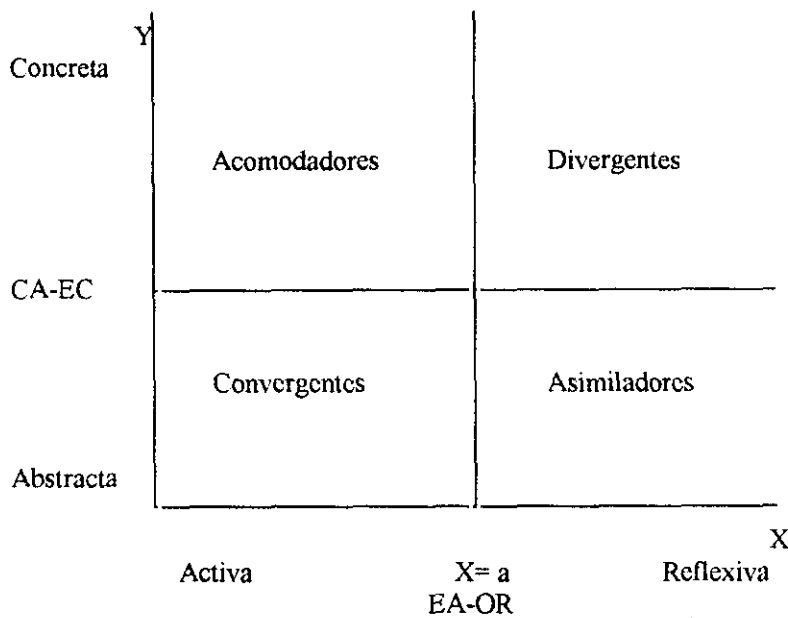 Y
Concreta
Acomodadores Divergentes
CA-EC
Convergentes Asimiladores
Abstracta
X
Activa X= a Reflexiva
EA-OR